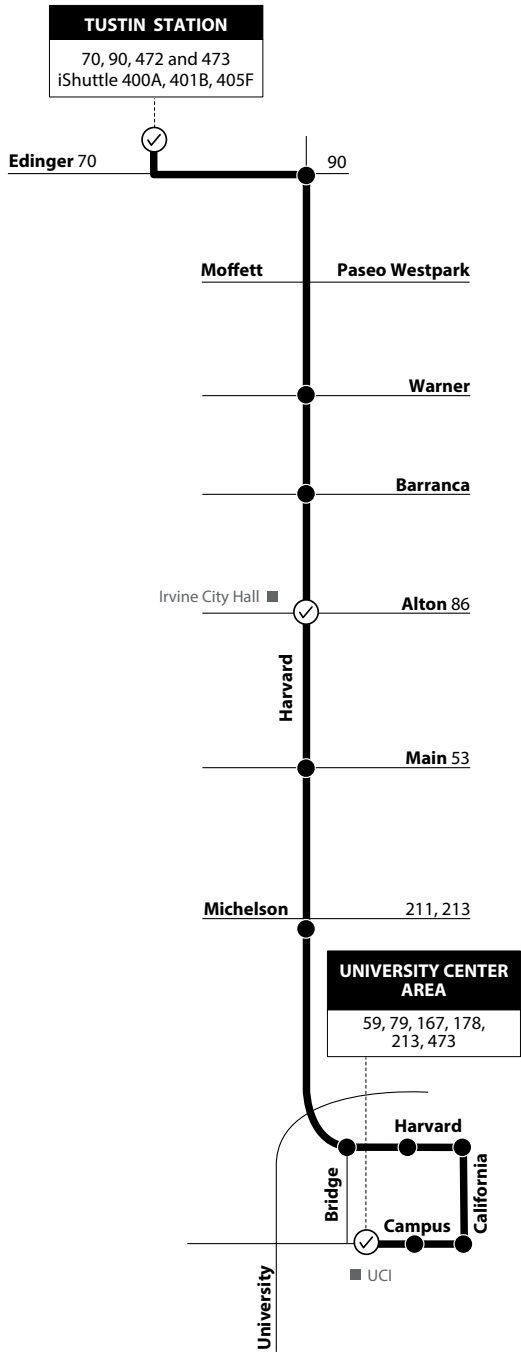 TUSTIN STATION
70, 90, 472 and 473
iShuttle 400A, 401B, 405F
Edinger 70
90
Moffett
Paseo Westpark
Warner
Barranca
Irvine City Hall
Alton 86
Harvard
Main 53
Michelson
211, 213
UNIVERSITY CENTER
AREA
59, 79, 167, 178,
213, 473
Harvard
Bridge
California
Campus
UCI
University